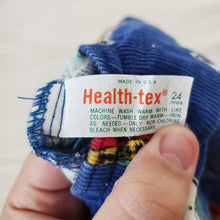 MADE IN U.S.A.
Health-tex® 24
MACHINE WASH WARM WITH LIKE
COLORS—TUMBLE DRY WARM—IRON
AS NEEDED—ONLY NON-CHLORINE
BLEACH WHEN NECESSARY